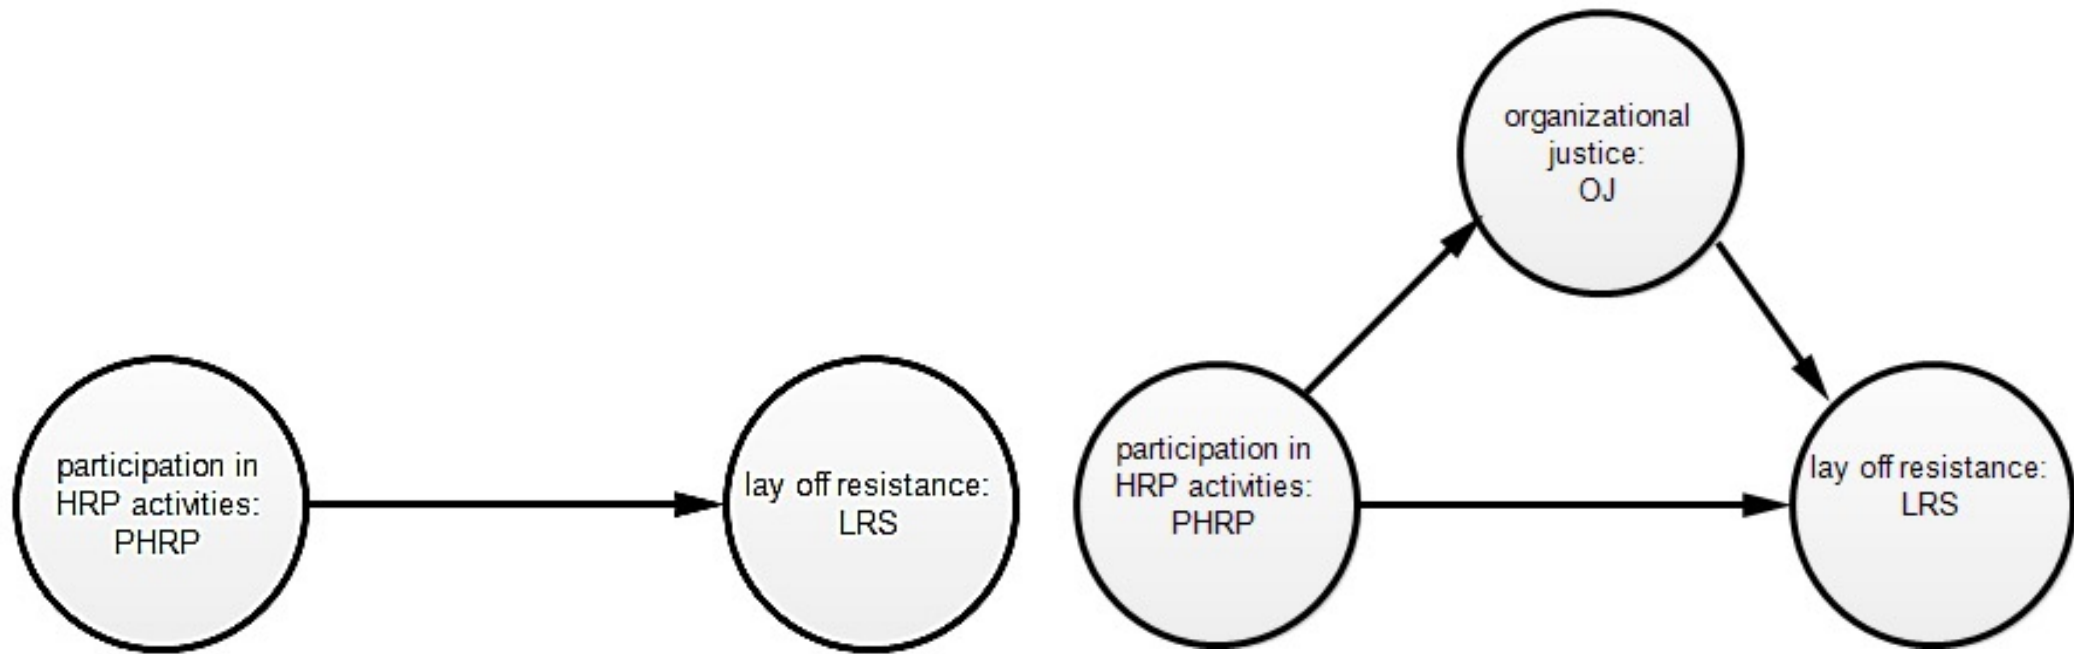 participation in
HRP activities:
PHRP
lay off resistance:
LRS
organizational
justice:
OJ
participation in
HRP activities:
PHRP
lay off resistance:
LRS